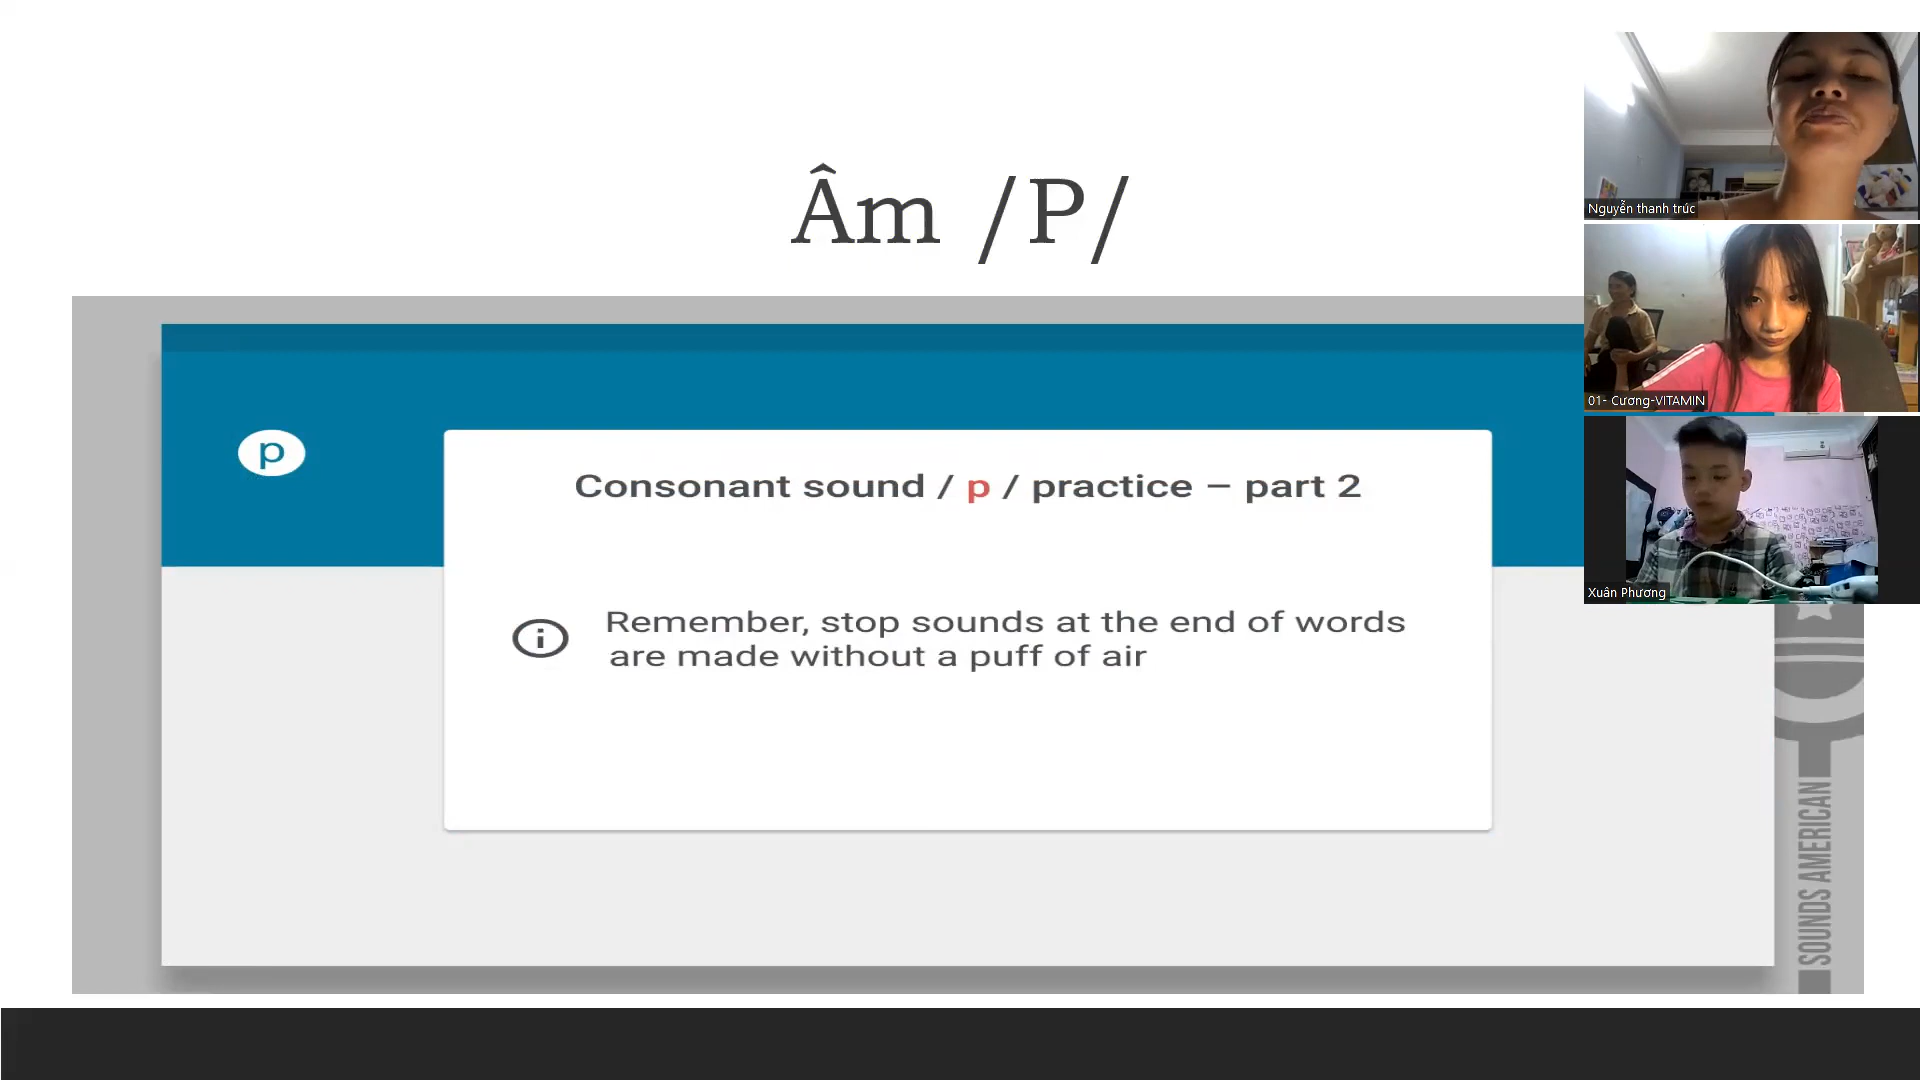 Âm /P/
p
Consonant sound / p / practice – part 2
i
Remember, stop sounds at the end of words
are made without a puff of air
SOUNDS AMERICAN
Nguyễn thanh trúc
01- Cương-VITAMIN
Xuân Phương